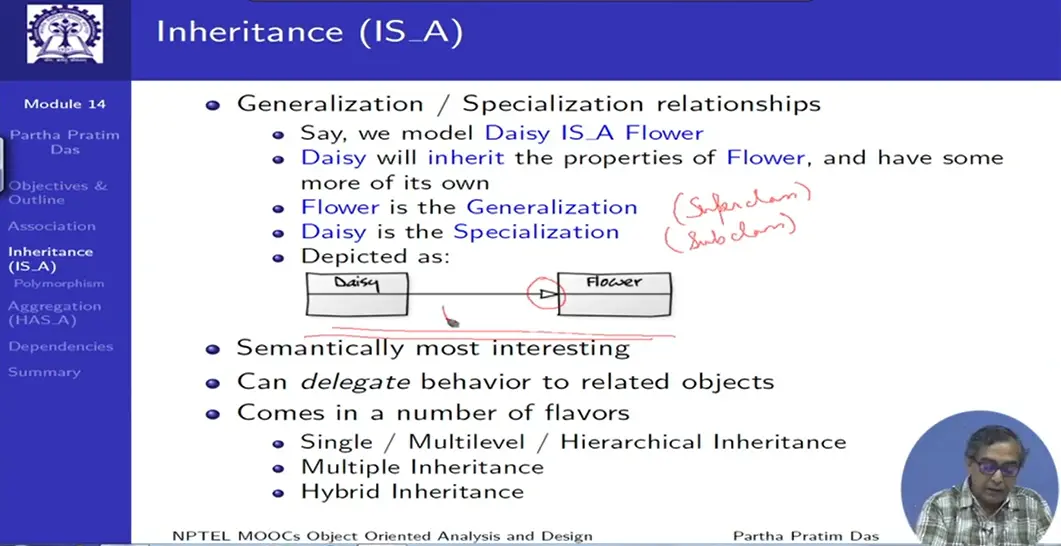 Inheritance (IS_A)
Module 14
Partha Pratim
Das
Objectives &
Outline
Association
Inheritance
(IS_A)
Polymorphism
Aggregation
(HAS_A)
Dependencies
Summary
Generalization / Specialization relationships
Say, we model Daisy IS_A Flower
Daisy will inherit the properties of Flower, and have some
more of its own
Flower is the Generalization (Superclass)
Daisy is the Specialization (Subclass)
Depicted as:
Daisy Flower
Semantically most interesting
Can delegate behavior to related objects
Comes in a number of flavors
Single / Multilevel / Hierarchical Inheritance
Multiple Inheritance
Hybrid Inheritance
NPTEL MOOCs Object Oriented Analysis and Design Partha Pratim Das